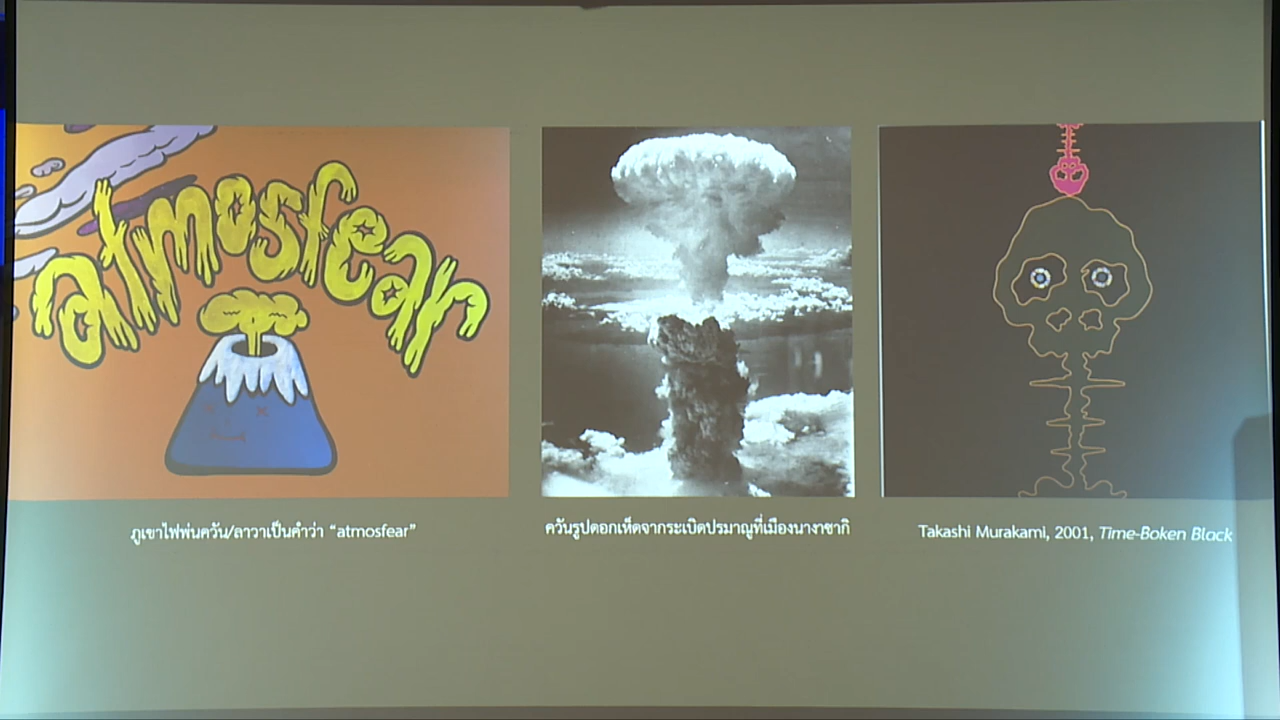 atmosfear
ภูเขาไฟพ่นควัน/ลาวาเป็นคำว่า “atmosfear”
ควันรูปดอกเห็ดจากระเบิดปรมาณูที่เมืองนางาซากิ
Takashi Murakami, 2001, Time-Boken Black